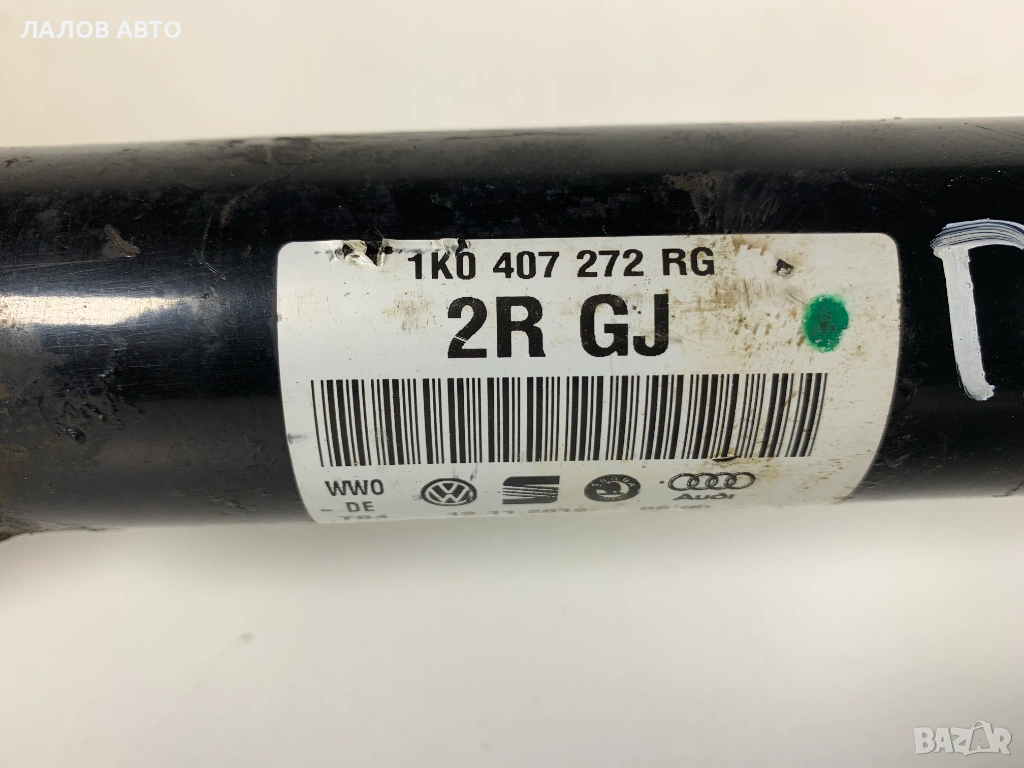 ЛАЛОВ АВТО
1K0 407 272 RG
2R GJ
WW0
DE
Audi
BAZAR